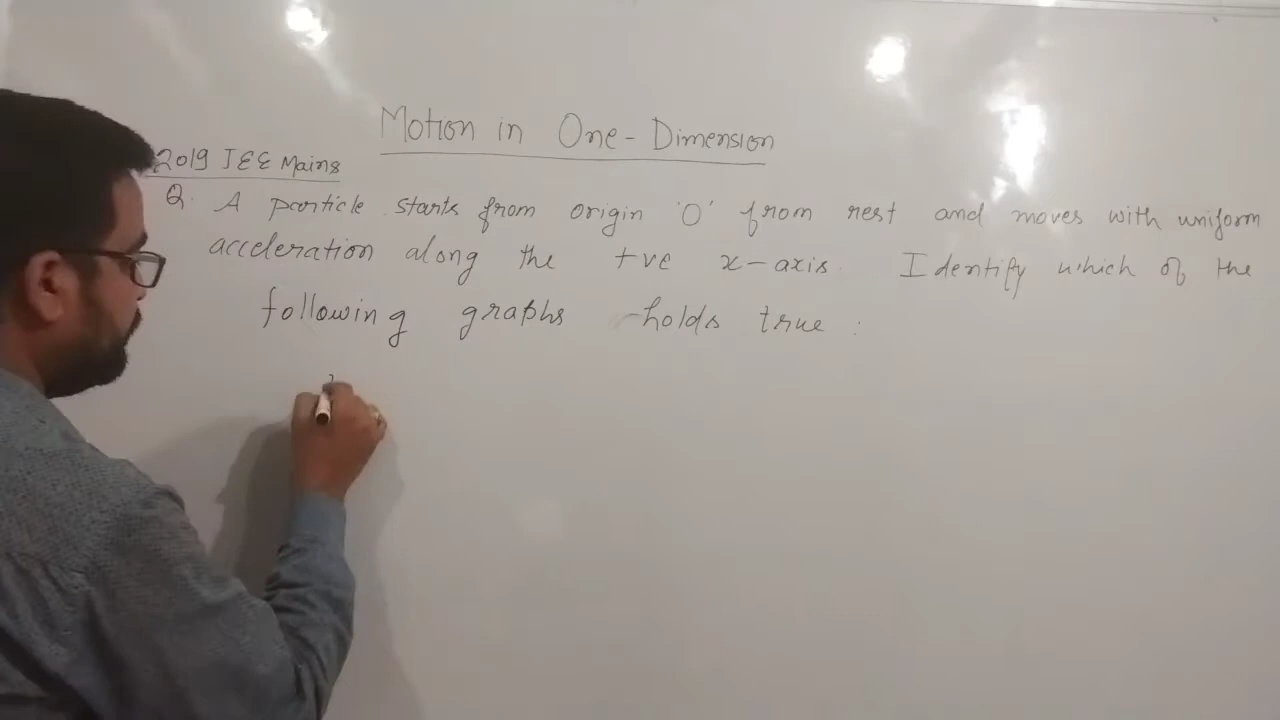 Motion in One-Dimension
2019 JEE Mains
Q. A particle starts from origin 'O' from rest and moves with uniform
acceleration along the +ve x-axis. Identify which of the
following graphs holds true :